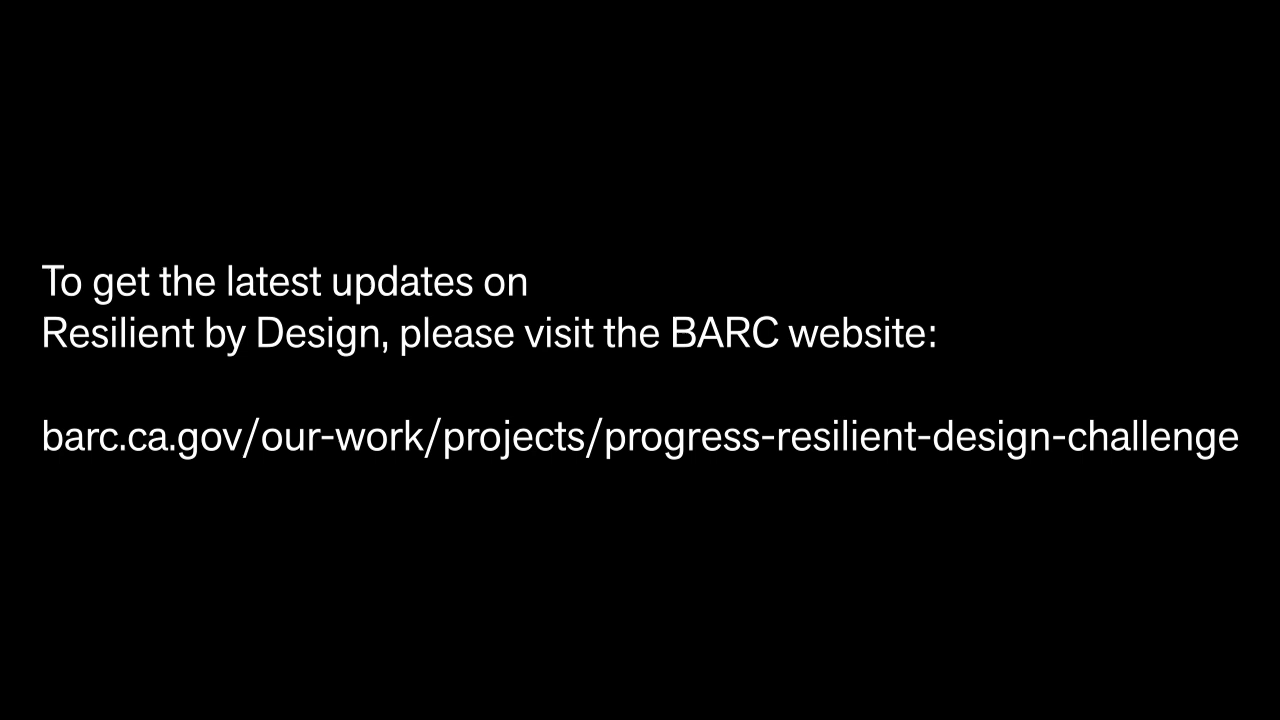 To get the latest updates on
Resilient by Design, please visit the BARC website:
barc.ca.gov/our-work/projects/progress-resilient-design-challenge